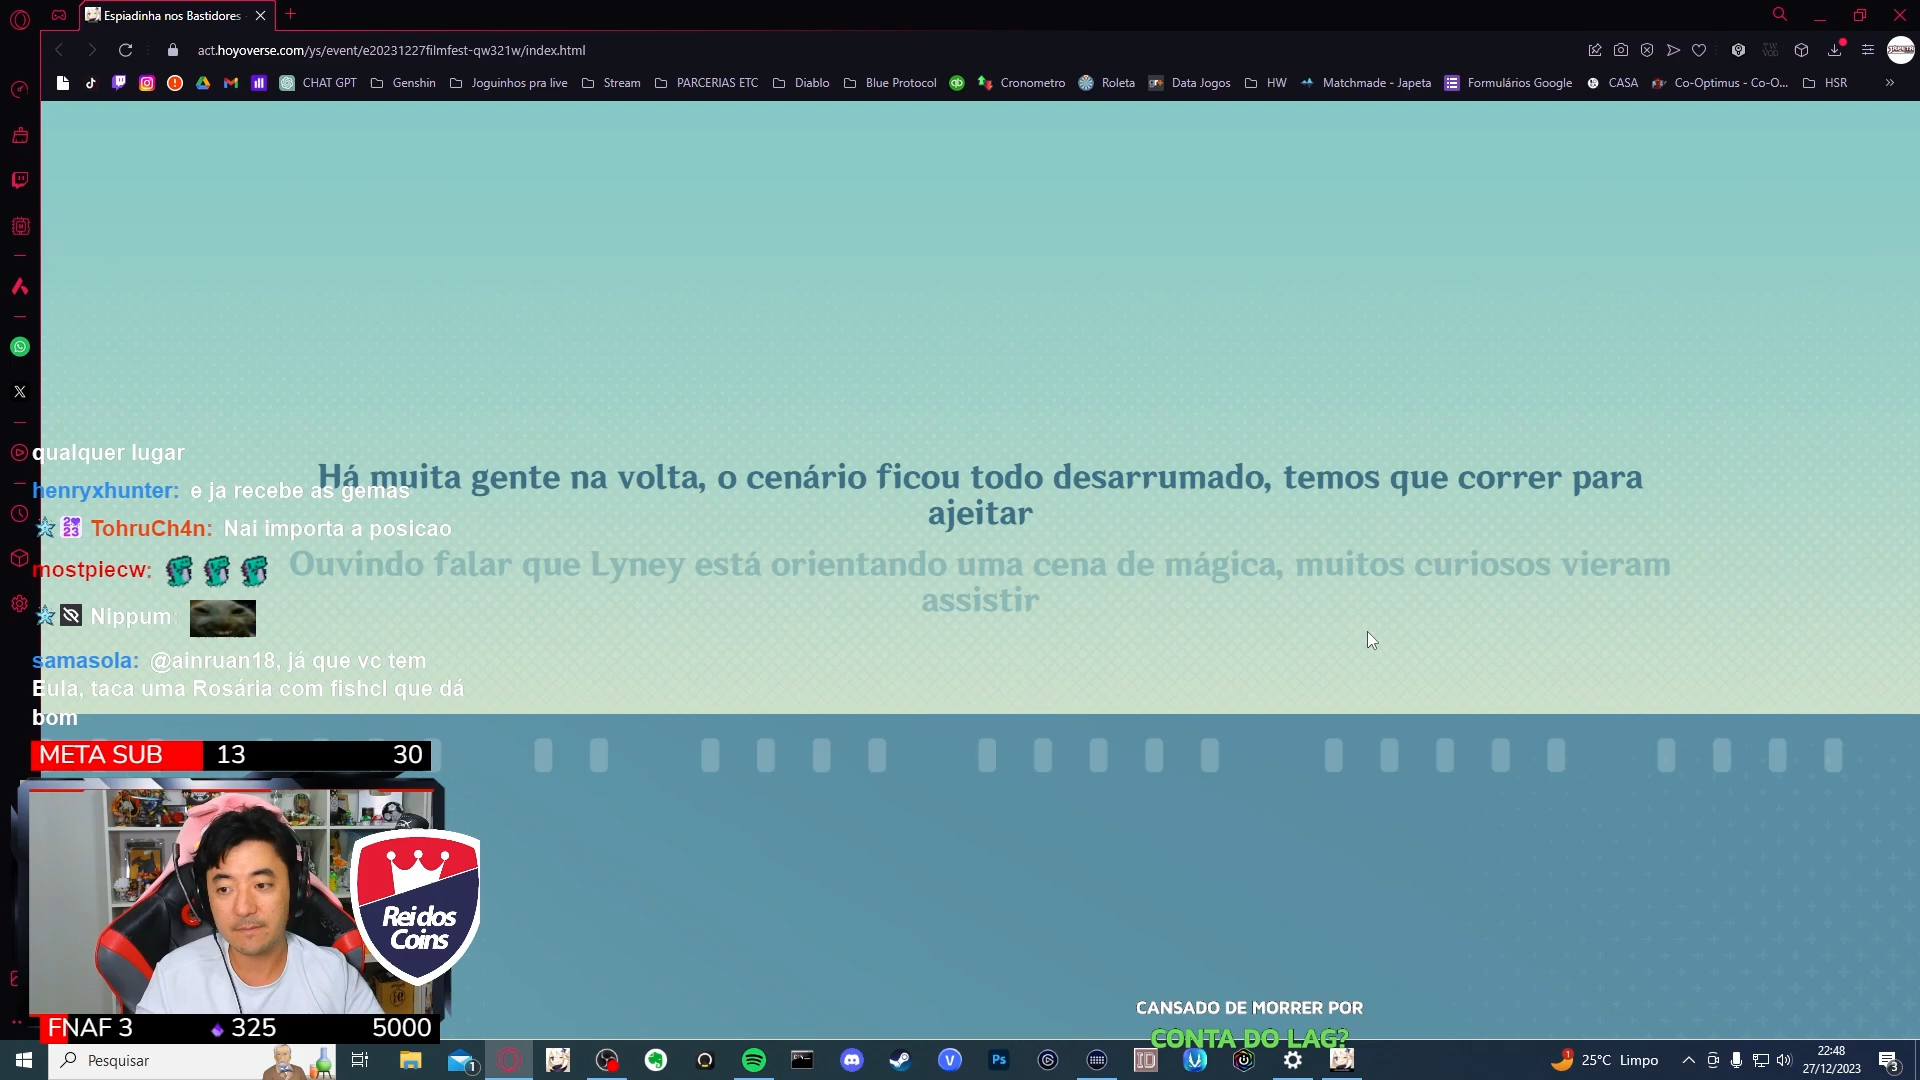 Espiadinha nos Bastidores
act.hoyoverse.com/ys/event/e20231227filmfest-qw321w/index.html
CHAT GPT
Genshin
Joguinhos pra live
Stream
PARCERIAS ETC
Diablo
Blue Protocol
Cronometro
Roleta
Data Jogos
HW
Matchmade - Japeta
Formulários Google
CASA
Co-Optimus - Co-O...
HSR
qualquer lugar
henryxhunter: e ja recebe as gemas
TohruCh4n: Nai importa a posicao
mostpiecw:
Nippum:
samasola: @ainruan18, já que vc tem
Eula, taca uma Rosária com fishcl que dá
bom
Há muita gente na volta, o cenário ficou todo desarrumado, temos que correr para
ajeitar
Ouvindo falar que Lyney está orientando uma cena de mágica, muitos curiosos vieram
assistir
META SUB 13 30
Rei dos
Coins
FNAF 3 325 5000
CANSADO DE MORRER POR
CONTA DO LAG?
Pesquisar
25°C Limpo
22:48
27/12/2023